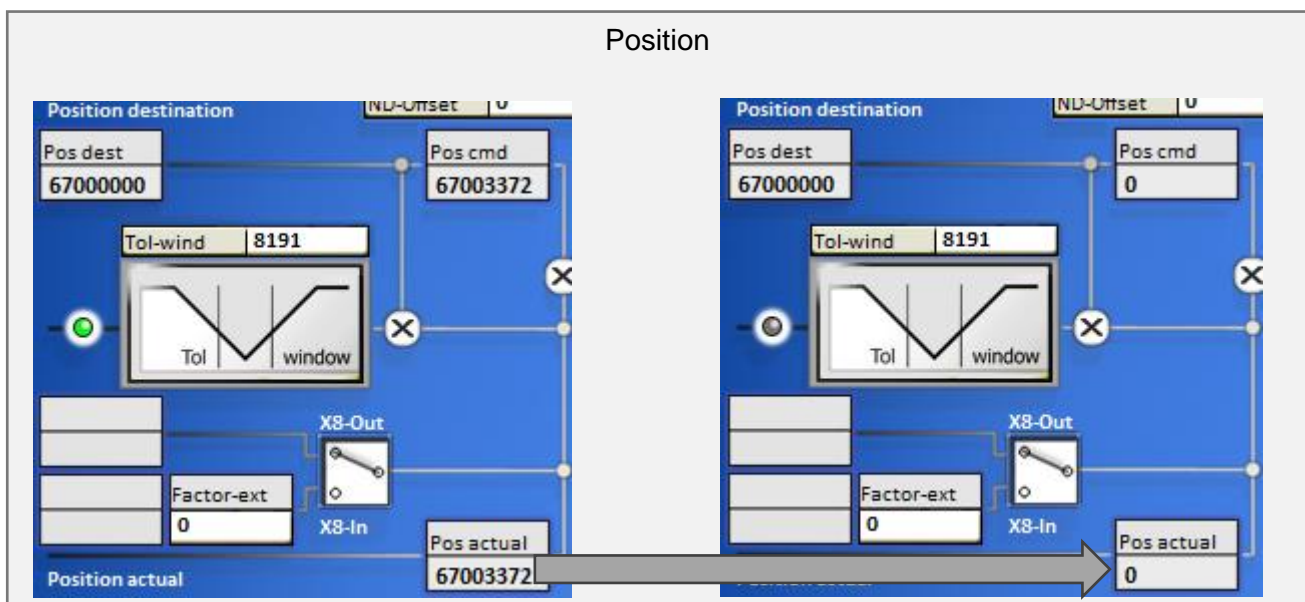 Position
Position destination
ND-Offset 0
Pos dest
67000000
Pos cmd
67003372
Tol-wind 8191
Tol window
X8-Out
Factor-ext
0
X8-In
Pos actual
67003372
Position actual
Position destination
ND-Offset 0
Pos dest
67000000
Pos cmd
0
Tol-wind 8191
Tol window
X8-Out
Factor-ext
0
X8-In
Pos actual
0